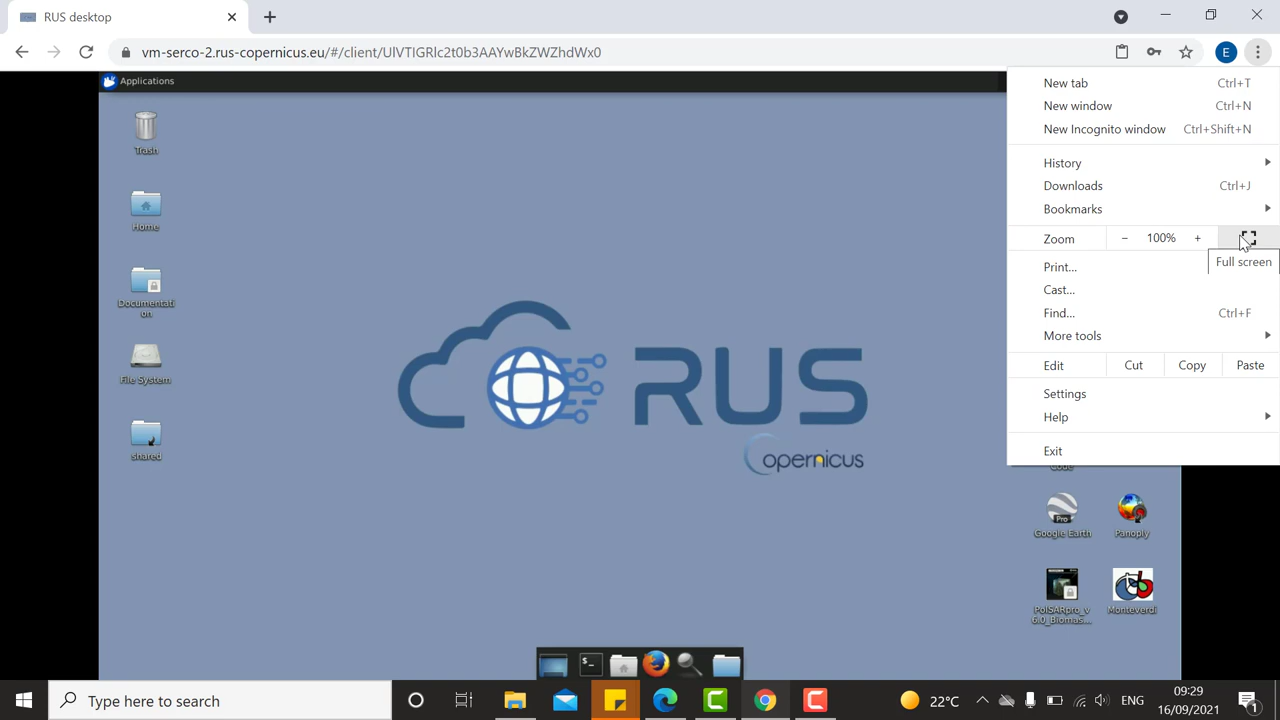 RUS desktop
vm-serco-2.rus-copernicus.eu/#/client/UlVTIGRlc2t0b3AAYwBkZWZhdWx0
E
Applications
Trash
Home
Documentati
on
File System
shared
RUS
opernicus
New tab Ctrl+T
New window Ctrl+N
New Incognito window Ctrl+Shift+N
History
Downloads Ctrl+J
Bookmarks
Zoom − 100% +
Full screen
Print...
Cast...
Find... Ctrl+F
More tools
Edit Cut Copy Paste
Settings
Help
Exit
Code
Pro
Google Earth
Panoply
PolSARpro_v
6.0_Biomas...
Monteverdi
$-
Type here to search
22°C
ENG
09:29
16/09/2021
1